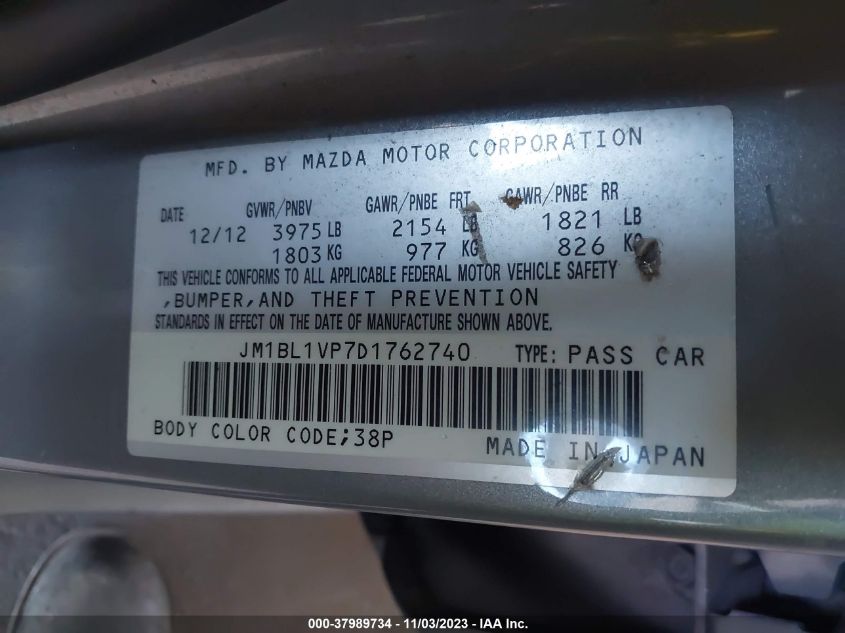 MFD. BY MAZDA MOTOR CORPORATION
DATE GVWR/PNBV GAWR/PNBE FRT GAWR/PNBE RR
12/12 3975 LB 2154 LB 1821 LB
1803 KG 977 KG 826 KG
THIS VEHICLE CONFORMS TO ALL APPLICABLE FEDERAL MOTOR VEHICLE SAFETY
,BUMPER,AND THEFT PREVENTION
STANDARDS IN EFFECT ON THE DATE OF MANUFACTURE SHOWN ABOVE.
JM1BL1VP7D1762740 TYPE: PASS CAR
BODY COLOR CODE;38P
MADE IN JAPAN
000-37989734 - 11/03/2023 - IAA Inc.